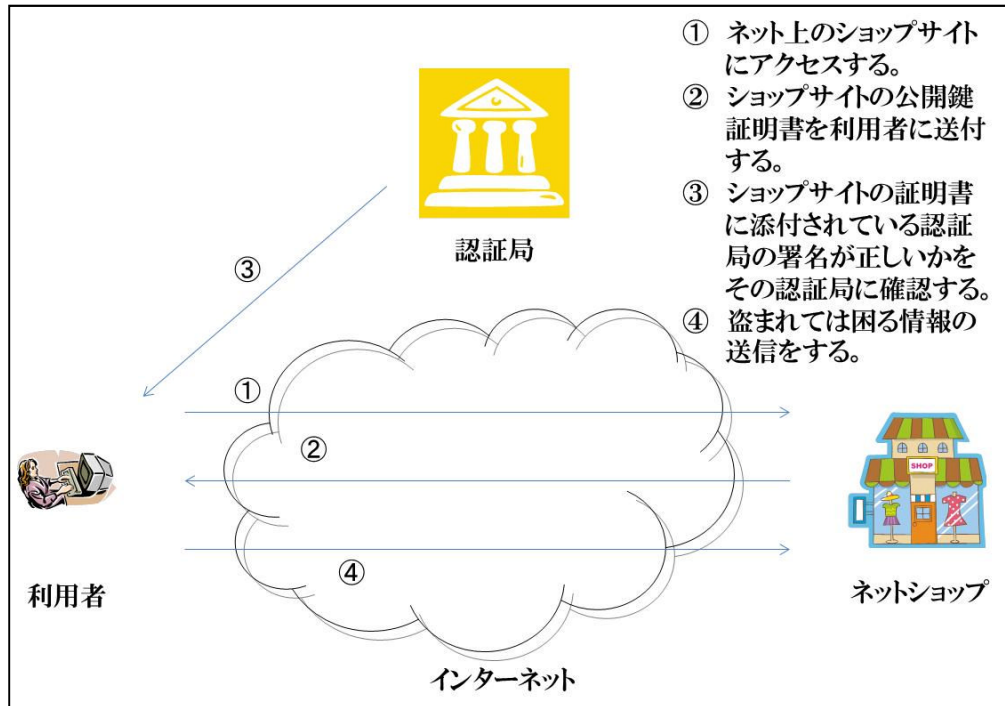 ① ネット上のショップサイト
にアクセスする。
② ショップサイトの公開鍵
証明書を利用者に送付
する。
③ ショップサイトの証明書
に添付されている認証
局の署名が正しいかを
その認証局に確認する。
④ 盗まれては困る情報の
送信をする。
認証局
③
①
②
SHOP
④
利用者
ネットショップ
インターネット